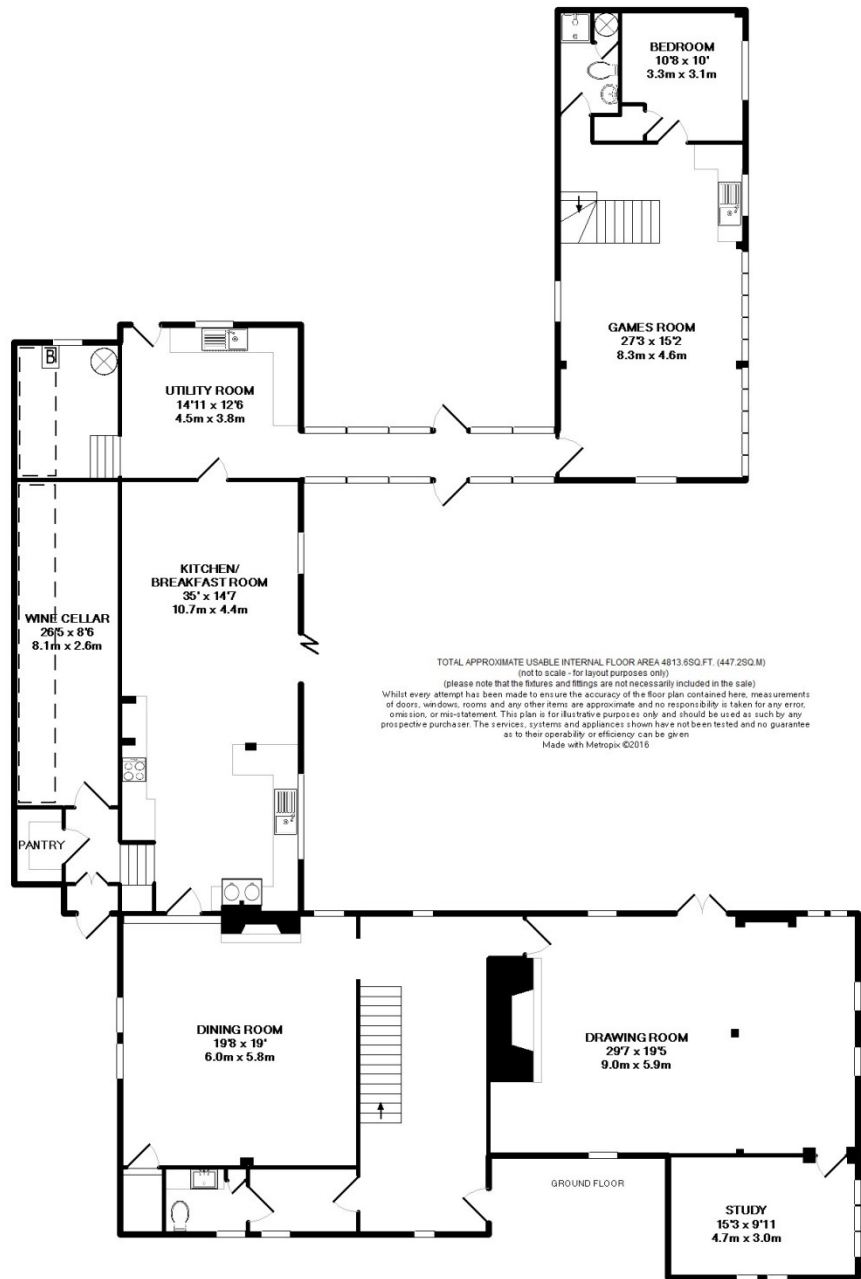 BEDROOM
10'8 x 10'
3.3m x 3.1m
GAMES ROOM
27'3 x 15'2
8.3m x 4.6m
B
UTILITY ROOM
14'11 x 12'6
4.5m x 3.8m
KITCHEN/
BREAKFAST ROOM
35' x 14'7
10.7m x 4.4m
WINE CELLAR
26'5 x 8'6
8.1m x 2.6m
TOTAL APPROXIMATE USABLE INTERNAL FLOOR AREA 4813.6SQ.FT. (447.2SQ.M)
(not to scale - for layout purposes only)
(please note that the fixtures and fittings are not necessarily included in the sale)
Whilst every attempt has been made to ensure the accuracy of the floor plan contained here, measurements
of doors, windows, rooms and any other items are approximate and no responsibility is taken for any error,
omission, or mis-statement. This plan is for illustrative purposes only and should be used as such by any
prospective purchaser. The services, systems and appliances shown have not been tested and no guarantee
as to their operability or efficiency can be given
Made with Metropix ©2016
PANTRY
DINING ROOM
19'8 x 19'
6.0m x 5.8m
DRAWING ROOM
29'7 x 19'5
9.0m x 5.9m
GROUND FLOOR
STUDY
15'3 x 9'11
4.7m x 3.0m